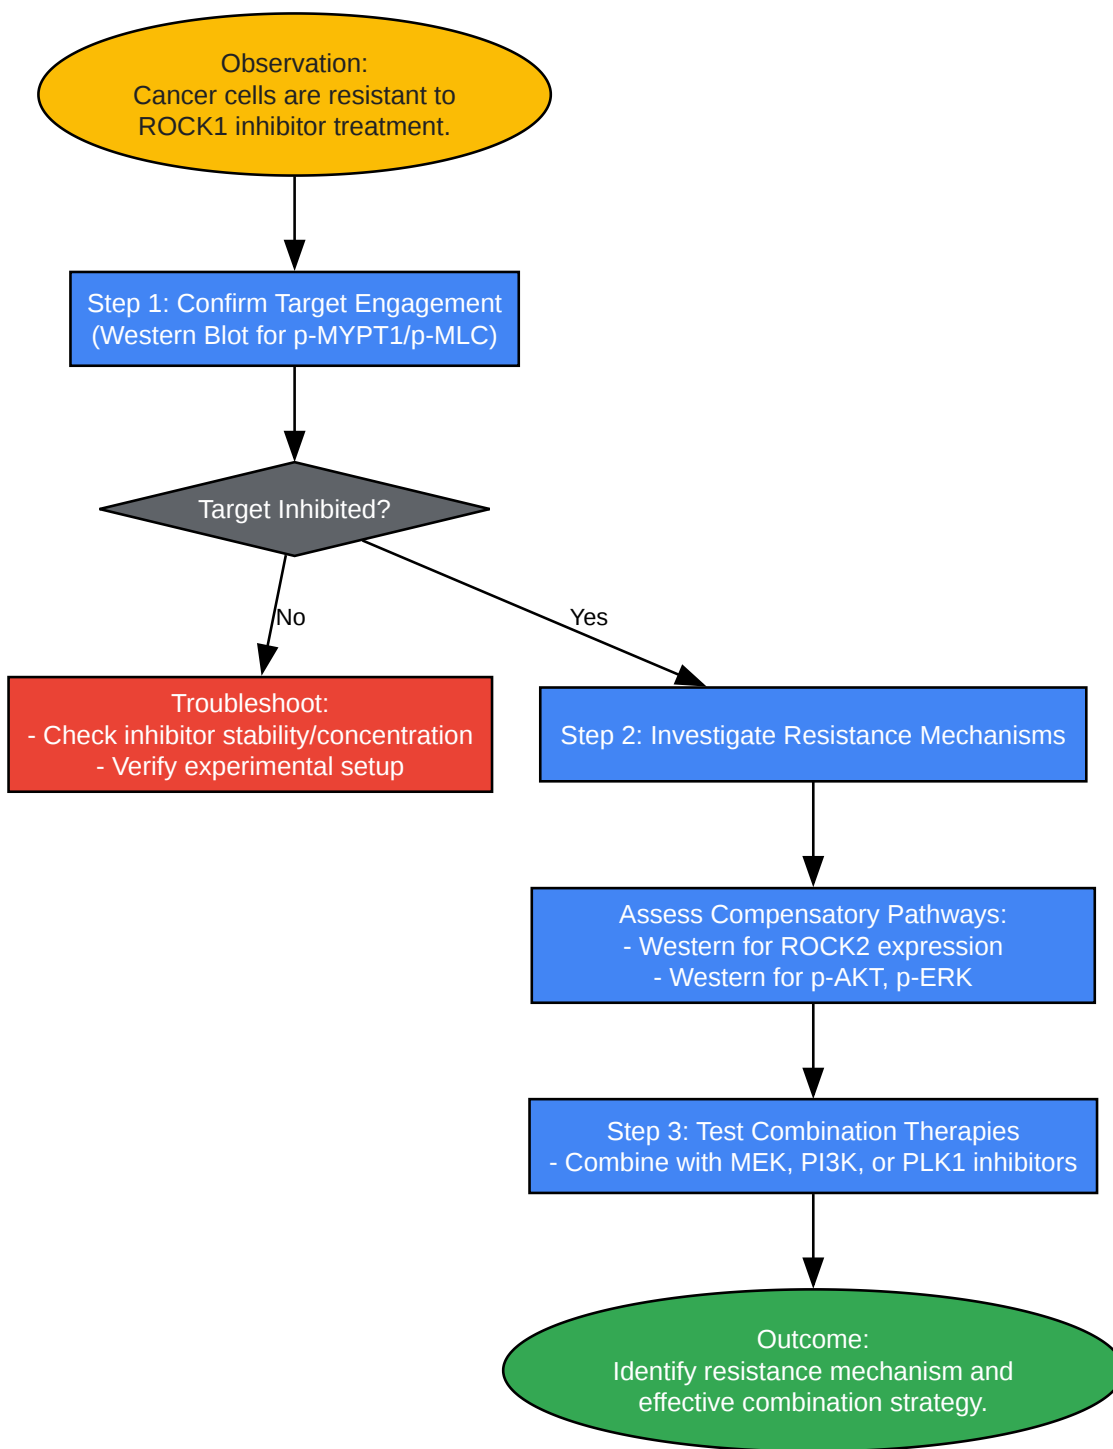 Observation:
Cancer cells are resistant to
ROCK1 inhibitor treatment.
Step 1: Confirm Target Engagement
(Western Blot for p-MYPT1/p-MLC)
Target Inhibited?
No
Yes
Troubleshoot:
- Check inhibitor stability/concentration
- Verify experimental setup
Step 2: Investigate Resistance Mechanisms
Assess Compensatory Pathways:
- Western for ROCK2 expression
- Western for p-AKT, p-ERK
Step 3: Test Combination Therapies
- Combine with MEK, PI3K, or PLK1 inhibitors
Outcome:
Identify resistance mechanism and
effective combination strategy.